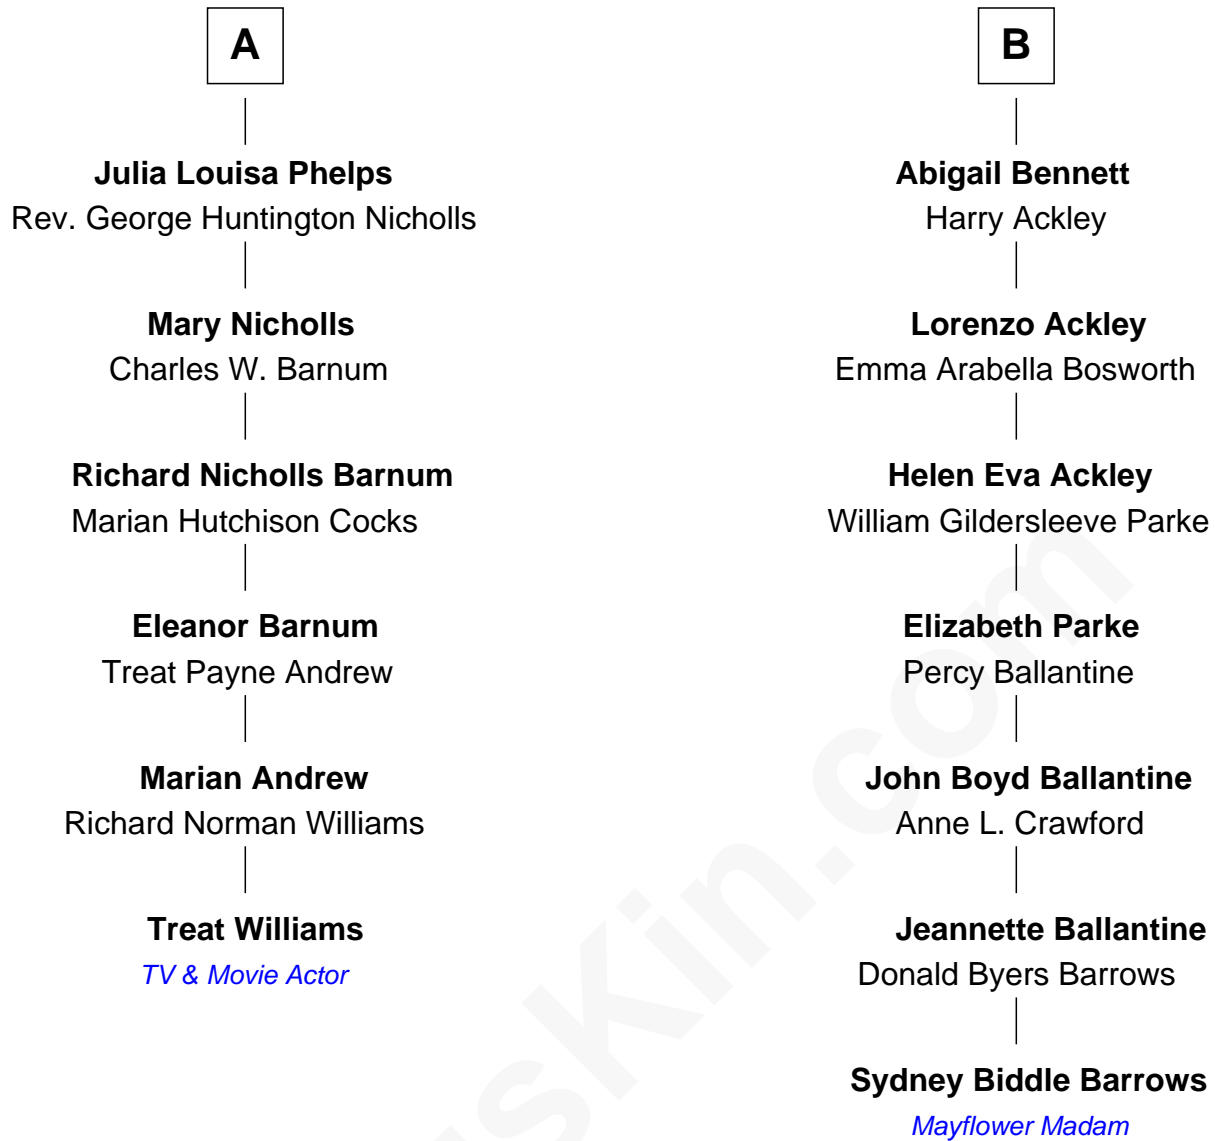 A
Julia Louisa Phelps
Rev. George Huntington Nicholls
Mary Nicholls
Charles W. Barnum
Richard Nicholls Barnum
Marian Hutchison Cocks
Eleanor Barnum
Treat Payne Andrew
Marian Andrew
Richard Norman Williams
Treat Williams
TV & Movie Actor
B
Abigail Bennett
Harry Ackley
Lorenzo Ackley
Emma Arabella Bosworth
Helen Eva Ackley
William Gildersleeve Parke
Elizabeth Parke
Percy Ballantine
John Boyd Ballantine
Anne L. Crawford
Jeannette Ballantine
Donald Byers Barrows
Sydney Biddle Barrows
Mayflower Madam